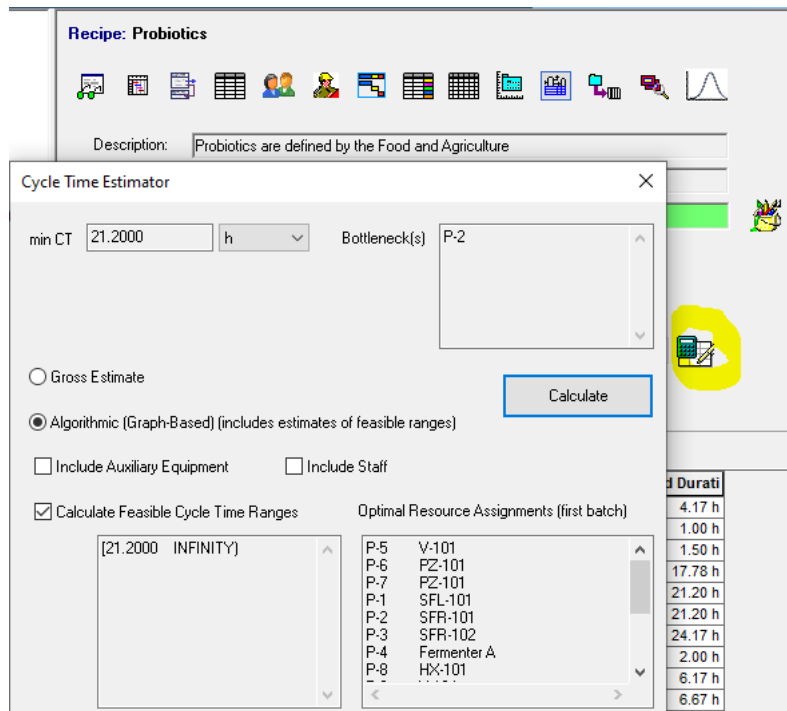 Recipe: Probiotics
Description: Probiotics are defined by the Food and Agriculture
Cycle Time Estimator
min CT 21.2000 h Bottleneck(s) P-2
Gross Estimate
Calculate
Algorithmic (Graph-Based) (includes estimates of feasible ranges)
Include Auxiliary Equipment Include Staff
Calculate Feasible Cycle Time Ranges Optimal Resource Assignments (first batch)
[21.2000 INFINITY)
P-5 V-101
P-6 PZ-101
P-7 PZ-101
P-1 SFL-101
P-2 SFR-101
P-3 SFR-102
P-4 Fermenter A
P-8 HX-101
d Durati
4.17 h
1.00 h
1.50 h
17.78 h
21.20 h
21.20 h
24.17 h
2.00 h
6.17 h
6.67 h